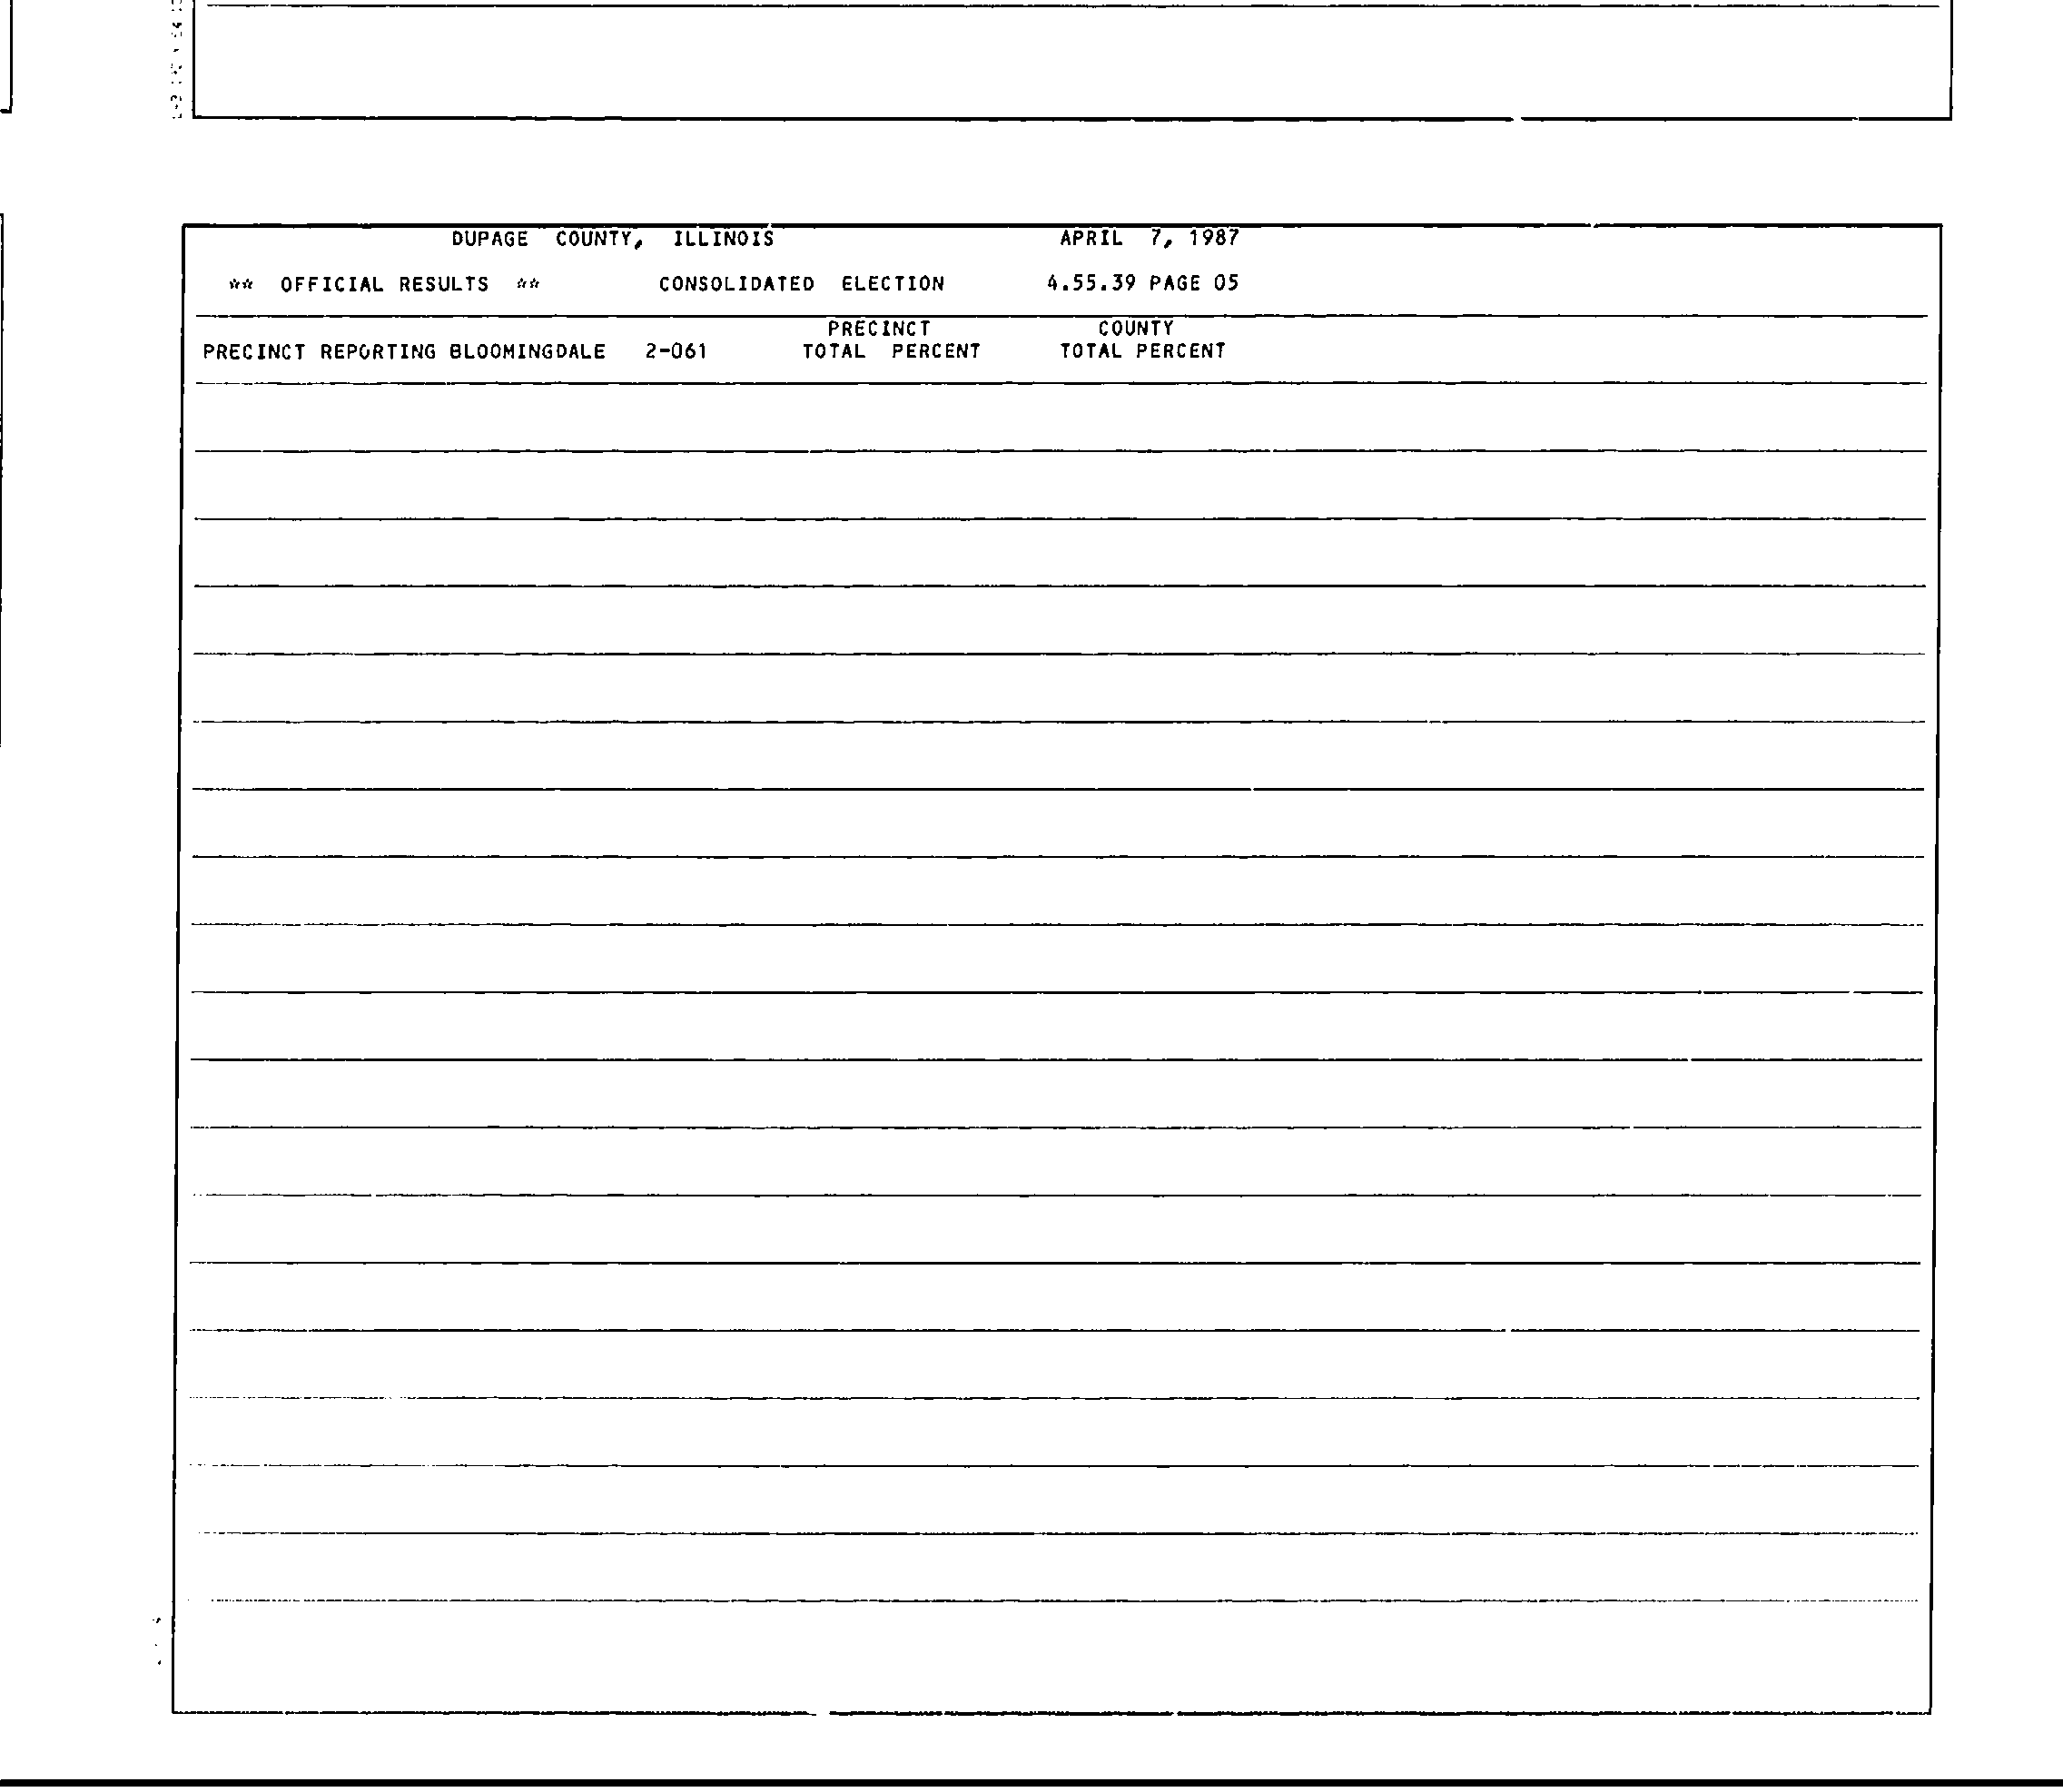 DUPAGE COUNTY, ILLINOIS APRIL 7, 1987
** OFFICIAL RESULTS ** CONSOLIDATED ELECTION 4.55.39 PAGE 05
PRECINCT COUNTY
PRECINCT REPORTING BLOOMINGDALE 2-061 TOTAL PERCENT TOTAL PERCENT